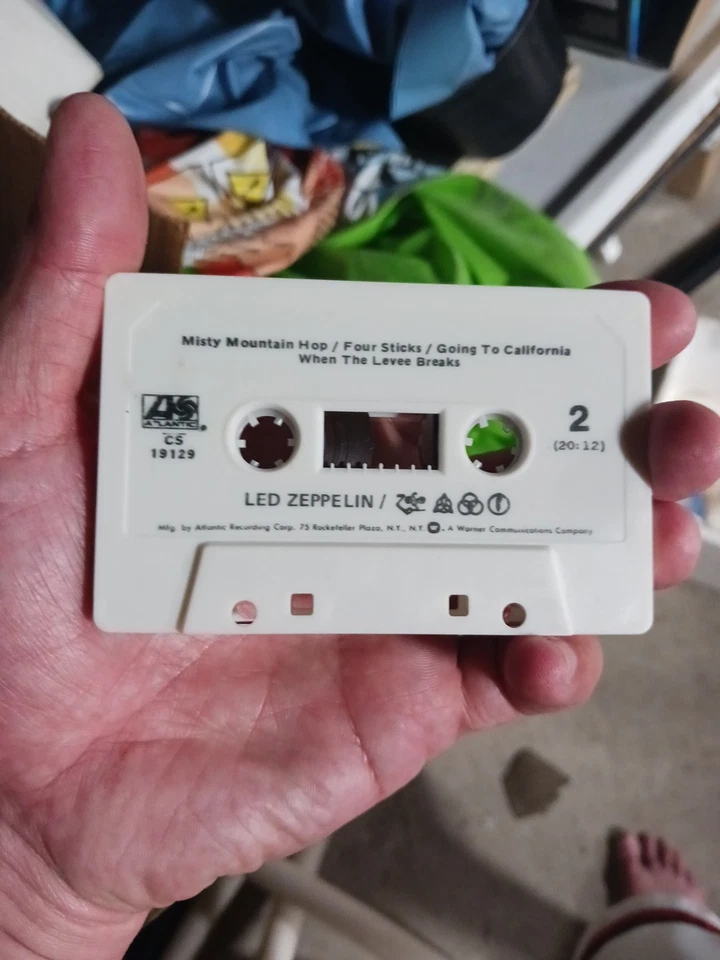 Misty Mountain Hop / Four Sticks / Going To California
When The Levee Breaks
ATLANTIC
CS
19129
2
(20:12)
LED ZEPPELIN /
Mfg. by Atlantic Recording Corp. 75 Rockefeller Plaza, N.Y., N.Y. A Warner Communications Company